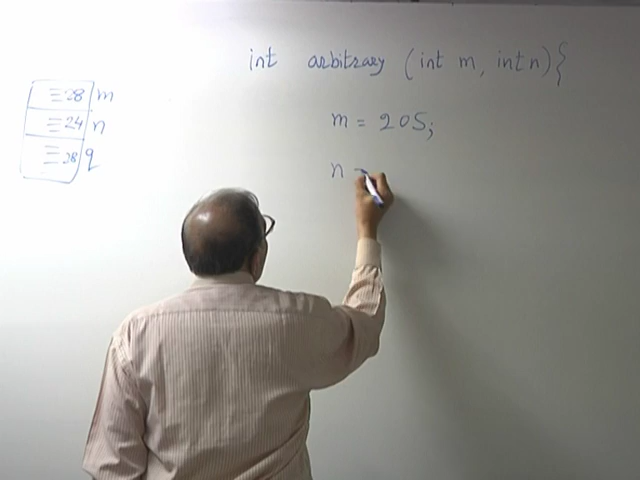 int arbitrary (int m, int n){
m = 205;
n =
28 m
24 n
28 q